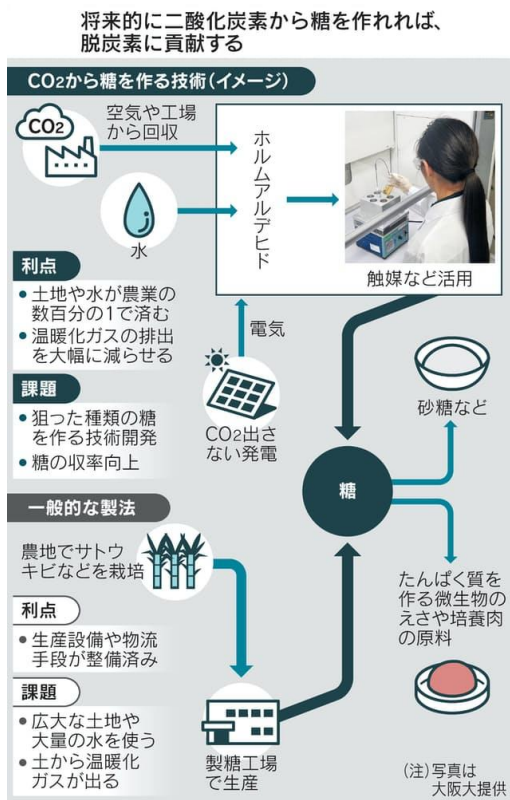 将来的に二酸化炭素から糖を作れれば、
脱炭素に貢献する
CO2から糖を作る技術(イメージ)
CO2
空気や工場
から回収
水
ホルムアルデヒド
触媒など活用
利点
・土地や水が農業の
数百分の1で済む
・温暖化ガスの排出
を大幅に減らせる
電気
課題
・狙った種類の糖
を作る技術開発
・糖の収率向上
CO2出さ
ない発電
砂糖など
糖
一般的な製法
農地でサトウ
キビなどを栽培
たんぱく質を
作る微生物の
えさや培養肉
の原料
利点
・生産設備や物流
手段が整備済み
課題
・広大な土地や
大量の水を使う
・土から温暖化
ガスが出る
製糖工場
で生産
(注)写真は
大阪大提供